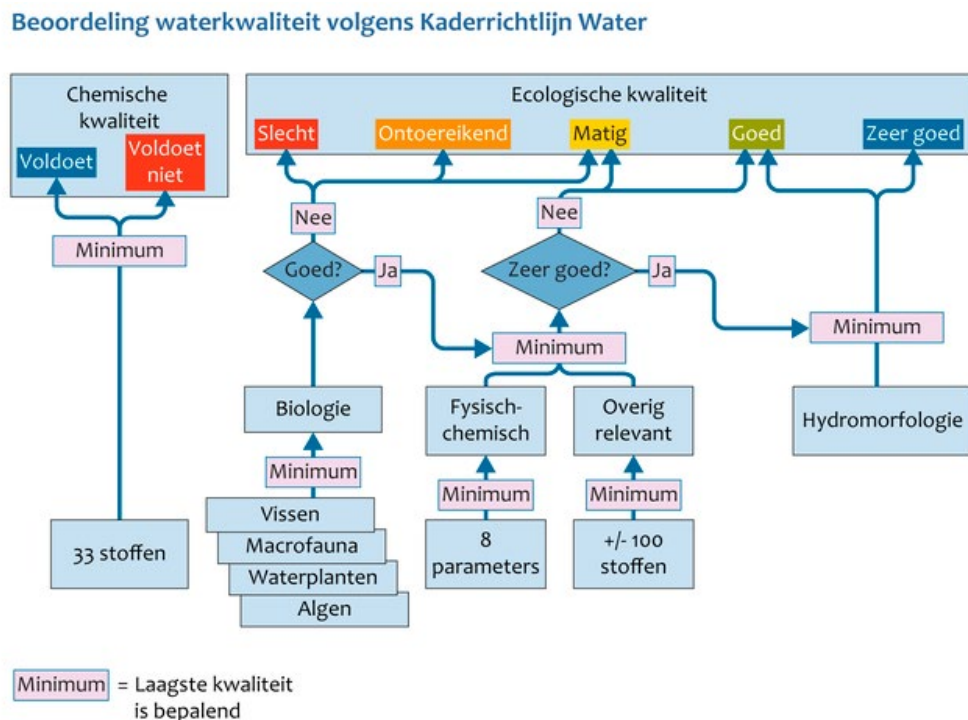 Beoordeling waterkwaliteit volgens Kaderrichtlijn Water
Chemische
kwaliteit
Voldoet
Voldoet
niet
Minimum
33 stoffen
Ecologische kwaliteit
Slecht
Ontoereikend
Matig
Goed
Zeer goed
Nee
Nee
Goed?
Ja
Zeer goed?
Ja
Minimum
Minimum
Biologie
Fysisch-
chemisch
Overig
relevant
Hydromorfologie
Minimum
Minimum
Minimum
Vissen
Macrofauna
Waterplanten
Algen
8
parameters
+/- 100
stoffen
Minimum = Laagste kwaliteit
is bepalend